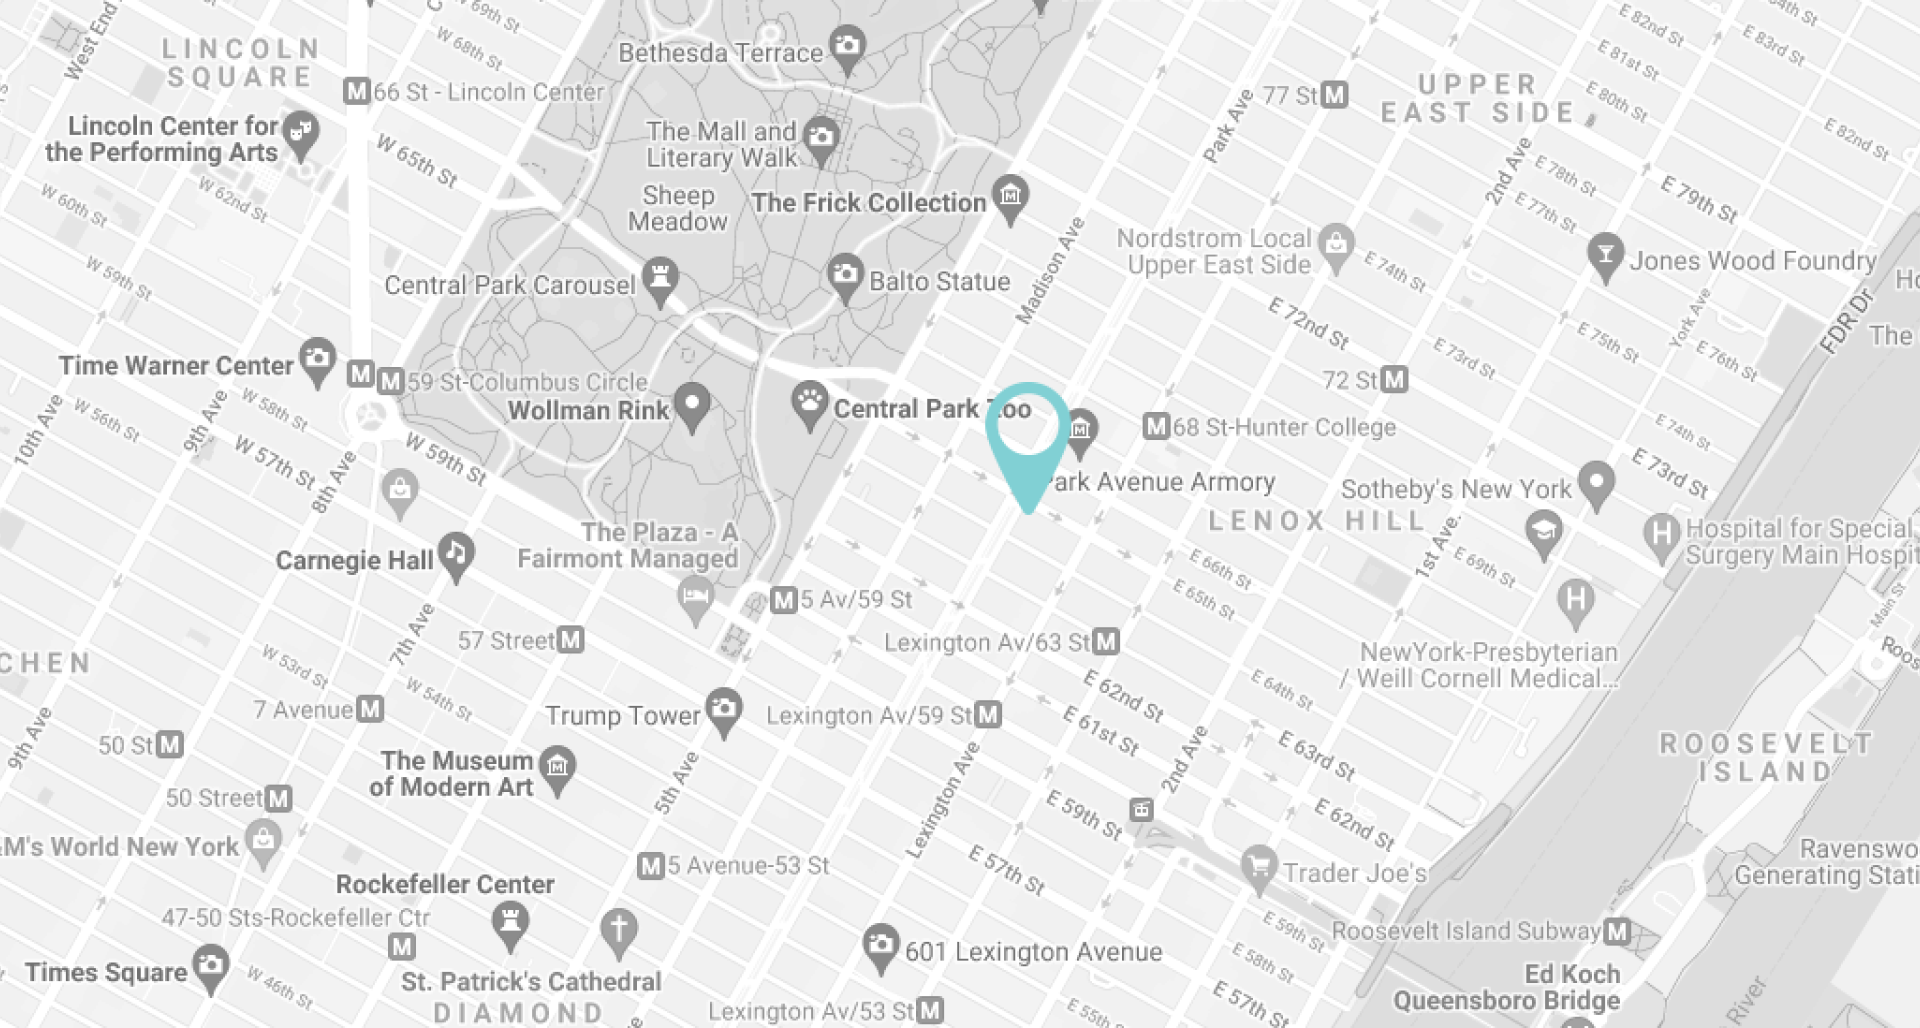 West End
W 69th St
W 68th St
E 82nd St
E 83rd St
E 81st St
E 80th St
E 82nd St
LINCOLN
SQUARE
Bethesda Terrace
UPPER
EAST SIDE
66 St - Lincoln Center
77 St
Park Ave
Lincoln Center for
the Performing Arts
W 65th St
The Mall and
Literary Walk
2nd Ave
E 78th St
E 79th St
E 77th St
W 62nd St
W 60th St
Sheep
Meadow
The Frick Collection
Madison Ave
Nordstrom Local
Upper East Side
E 74th St
Jones Wood Foundry
W 59th St
Central Park Carousel
Balto Statue
E 72nd St
York Ave
FDR Dr
The
E 73rd St
E 75th St
E 76th St
Time Warner Center
59 St-Columbus Circle
72 St
W 58th St
W 56th St
10th Ave
9th Ave
Wollman Rink
Central Park Zoo
68 St-Hunter College
E 74th St
W 57th St
W 59th St
8th Ave
Park Avenue Armory
Sotheby's New York
E 73rd St
LENOX HILL
Hospital for Special
Surgery Main Hospit
The Plaza - A
Fairmont Managed
Carnegie Hall
1st Ave.
E 69th St
E 66th St
E 65th St
5 Av/59 St
Main St
7th Ave
57 Street
Lexington Av/63 St
NewYork-Presbyterian
/ Weill Cornell Medical...
Roos
CHEN
W 53rd St
W 54th St
E 62nd St
E 64th St
7 Avenue
Trump Tower
Lexington Av/59 St
E 61st St
9th Ave
50 St
The Museum
of Modern Art
5th Ave
Lexington Ave
2nd Ave
E 63rd St
ROOSEVELT
ISLAND
50 Street
E 59th St
E 62nd St
M's World New York
5 Avenue-53 St
E 57th St
Trader Joe's
Ravenswo
Generating Stati
Rockefeller Center
47-50 Sts-Rockefeller Ctr
E 59th St
Roosevelt Island Subway
Times Square
W 46th St
St. Patrick's Cathedral
DIAMOND
601 Lexington Avenue
Lexington Av/53 St
E 58th St
E 57th St
E 55th St
Ed Koch
Queensboro Bridge
River